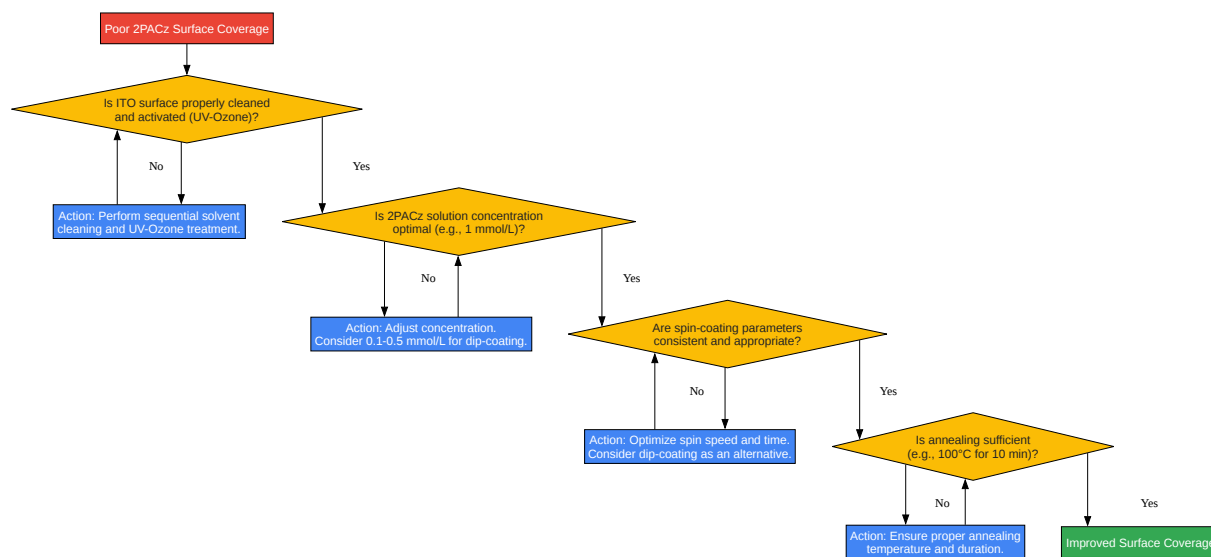 Poor 2PACz Surface Coverage
Is ITO surface properly cleaned
and activated (UV-Ozone)?
No
Yes
Action: Perform sequential solvent
cleaning and UV-Ozone treatment.
Is 2PACz solution concentration
optimal (e.g., 1 mmol/L)?
No
Yes
Action: Adjust concentration.
Consider 0.1-0.5 mmol/L for dip-coating.
Are spin-coating parameters
consistent and appropriate?
No
Yes
Action: Optimize spin speed and time.
Consider dip-coating as an alternative.
Is annealing sufficient
(e.g., 100°C for 10 min)?
No
Yes
Action: Ensure proper annealing
temperature and duration.
Improved Surface Coverage